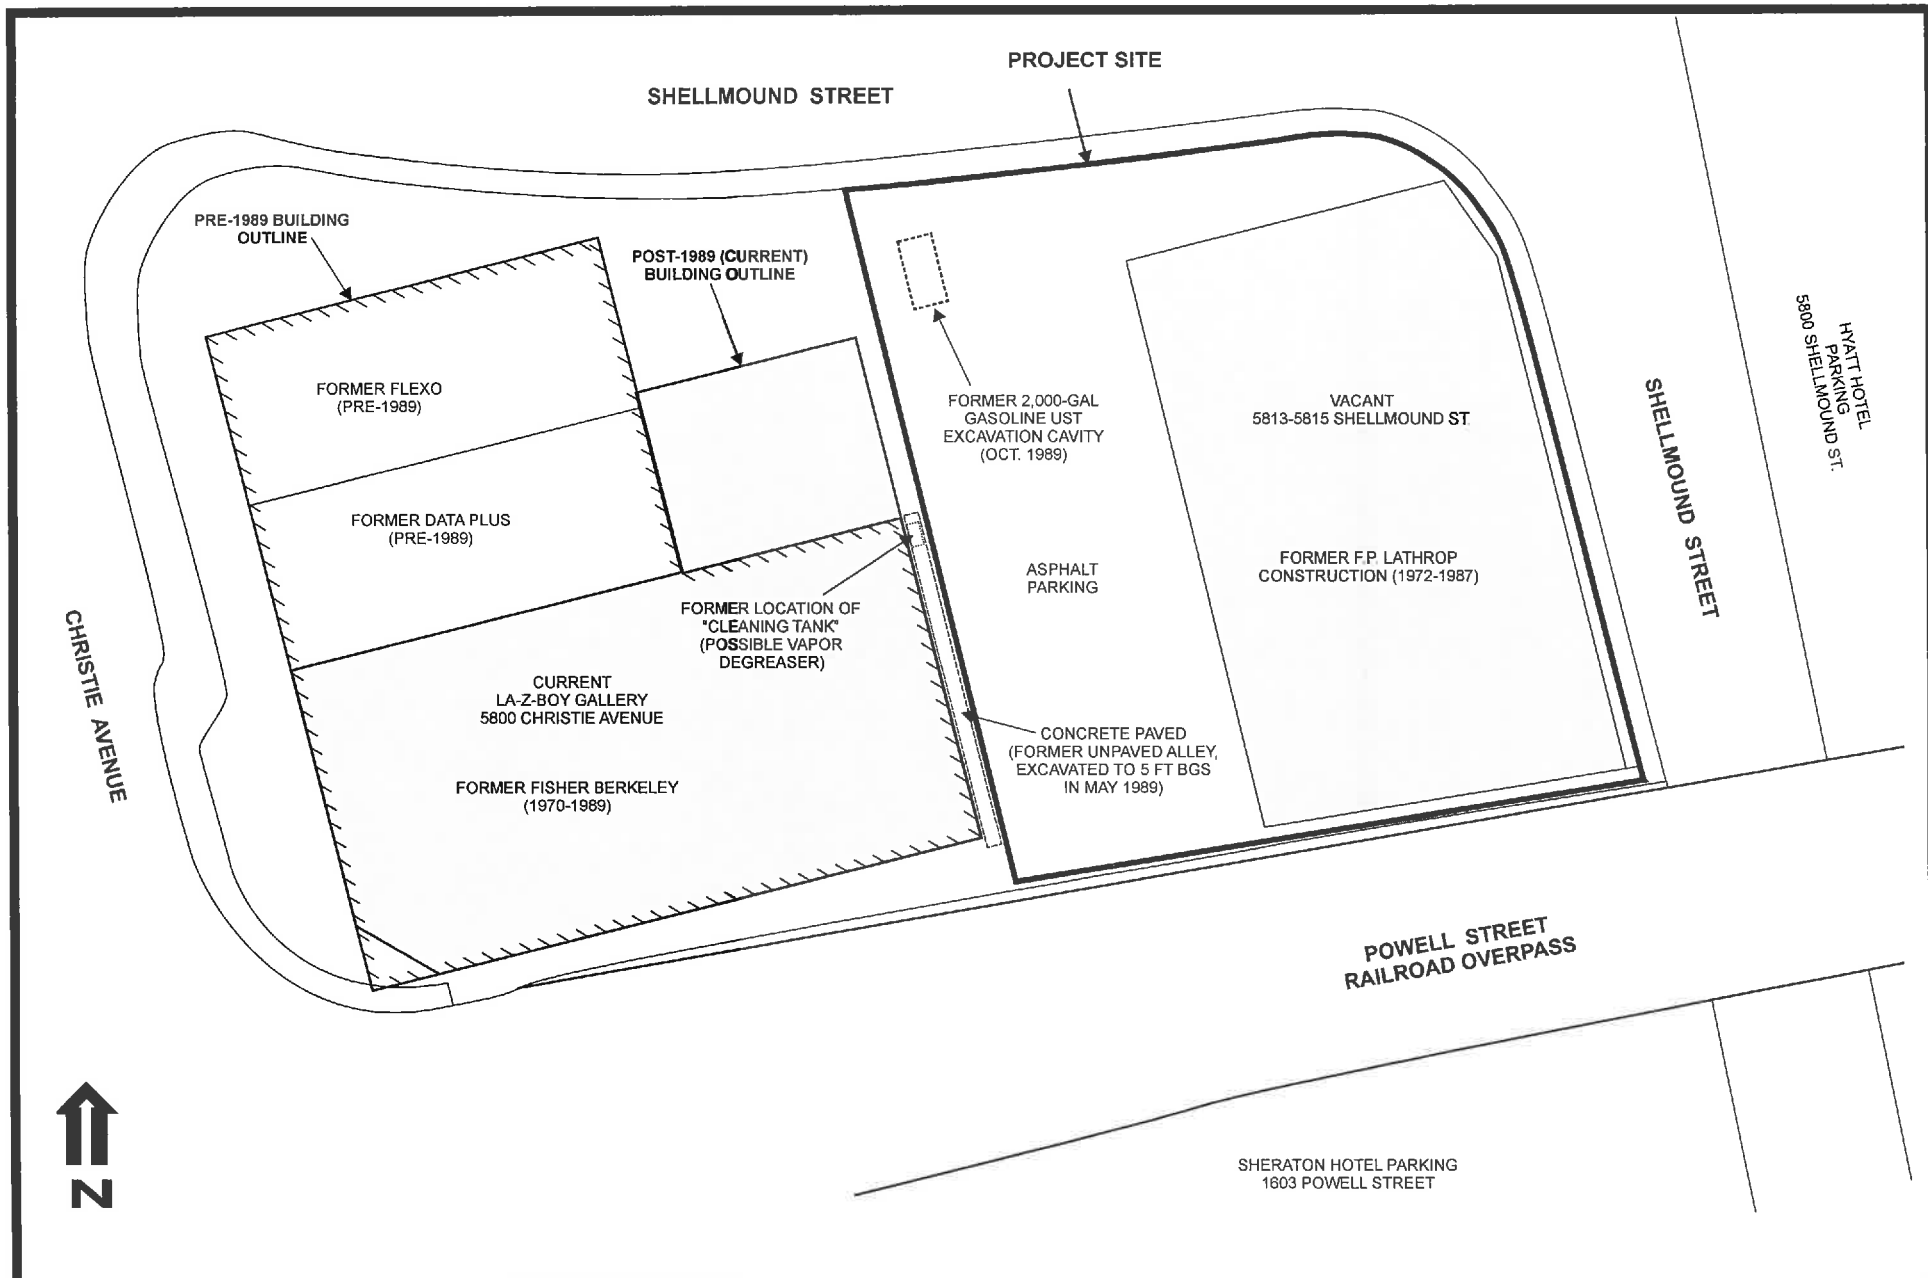 PROJECT SITE
SHELLMOUND STREET
PRE-1989 BUILDING
OUTLINE
POST-1989 (CURRENT)
BUILDING OUTLINE
FORMER FLEXO
(PRE-1989)
FORMER DATA PLUS
(PRE-1989)
FORMER 2,000-GAL
GASOLINE UST
EXCAVATION CAVITY
(OCT. 1989)
VACANT
5813-5815 SHELLMOUND ST.
HYATT HOTEL
PARKING
5800 SHELLMOUND ST.
SHELLMOUND STREET
ASPHALT
PARKING
FORMER F.P. LATHROP
CONSTRUCTION (1972-1987)
FORMER LOCATION OF
"CLEANING TANK"
(POSSIBLE VAPOR
DEGREASER)
CHRISTIE AVENUE
CURRENT
LA-Z-BOY GALLERY
5800 CHRISTIE AVENUE
FORMER FISHER BERKELEY
(1970-1989)
CONCRETE PAVED
(FORMER UNPAVED ALLEY,
EXCAVATED TO 5 FT BGS
IN MAY 1989)
POWELL STREET
RAILROAD OVERPASS
N
SHERATON HOTEL PARKING
1603 POWELL STREET